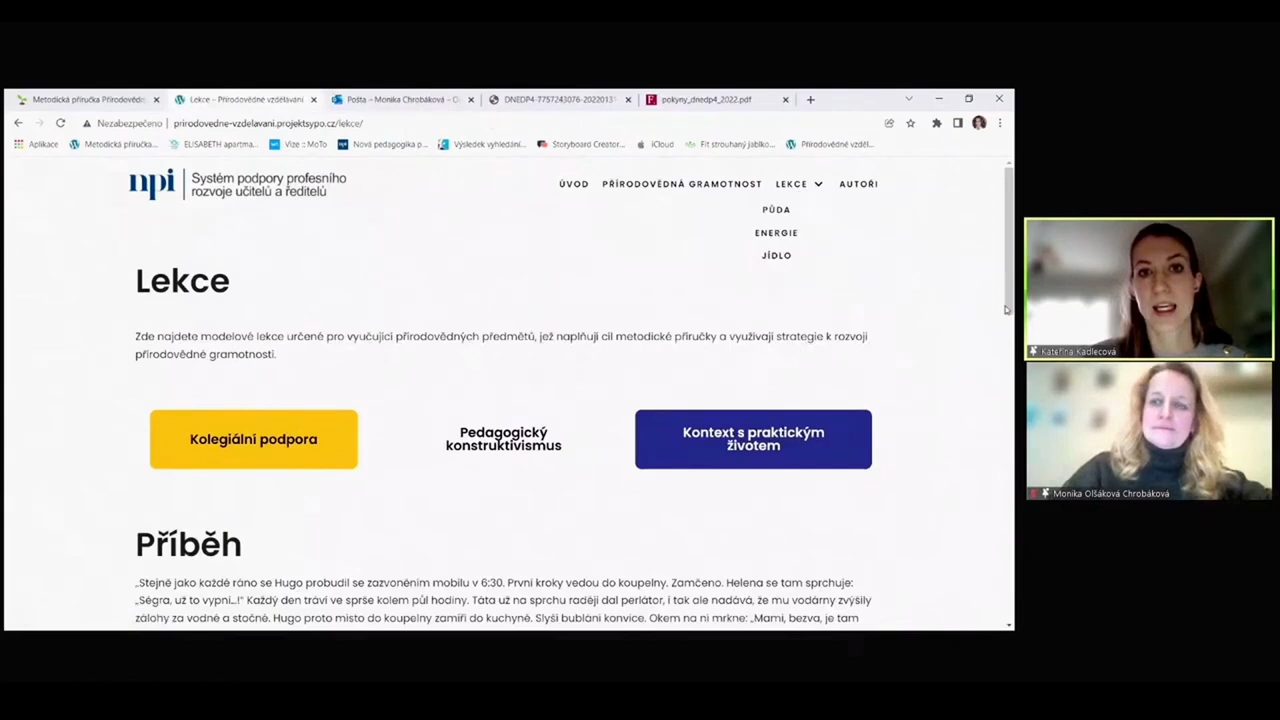 Metodická příručka Přírodovědn
Lekce – Přírodovědné vzdělávání
Pošta – Monika Chrobáková – O
DNEDP4-7757243076-2022013
pokyny_dnedp4_2022.pdf
Nezabezpečeno | prirodovedne-vzdelavani.projektsypo.cz/lekce/
Aplikace
Metodická příručka...
ELISABETH apartma...
Vize :: MoTo
Nová pedagogika p...
Výsledek vyhledání...
Storyboard Creator...
iCloud
Fit strouhaný jablko...
Přírodovědné vzděl...
npi
Systém podpory profesního
rozvoje učitelů a ředitelů
ÚVOD PŘÍRODOVĚDNÁ GRAMOTNOST LEKCE AUTOŘI
PŮDA
ENERGIE
JÍDLO
Lekce
Zde najdete modelové lekce určené pro vyučující přírodovědných předmětů, jež naplňují cíl metodické příručky a využívají strategie k rozvoji
přírodovědné gramotnosti.
Kolegiální podpora
Pedagogický
konstruktivismus
Kontext s praktickým
životem
Příběh
„Stejně jako každé ráno se Hugo probudil se zazvoněním mobilu v 6:30. První kroky vedou do koupelny. Zamčeno. Helena se tam sprchuje:
„Ségra, už to vypni...!" Každý den tráví ve sprše kolem půl hodiny. Táta už na sprchu raději dal perlátor, i tak ale nadává, že mu vodárny zvýšily
zálohy za vodné a stočné. Hugo proto místo do koupelny zamíří do kuchyně. Slyší bublání konvice. Okem na ni mrkne: „Mami, bezva, je tam
Kateřina Kadlecová
Monika Olšáková Chrobáková